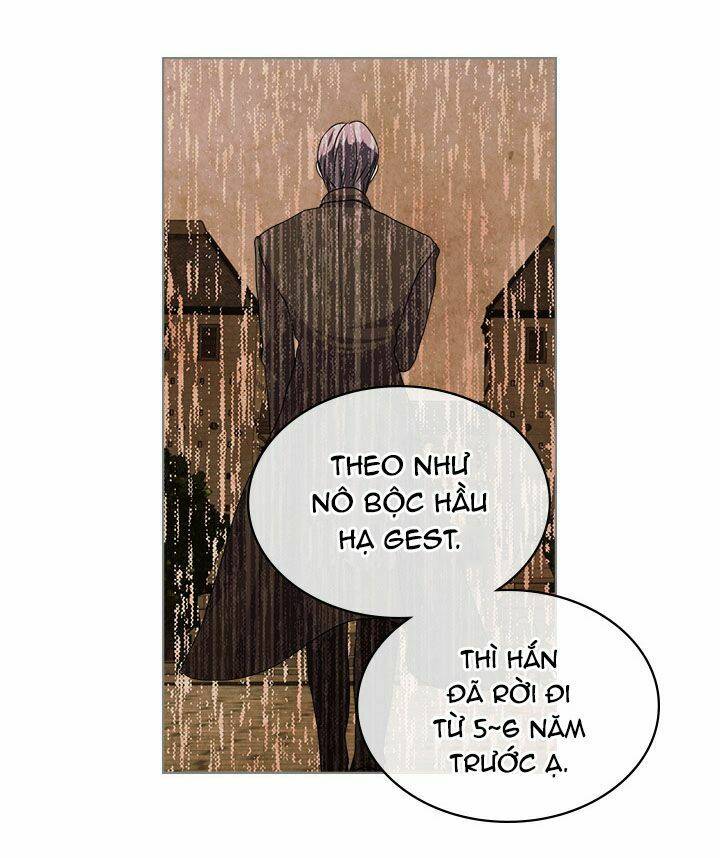 THEO NHƯ
NÔ BỘC HẦU
HẠ GEST.
THÌ HẮN
ĐÃ RỜI ĐI
TỪ 5~6 NĂM
TRƯỚC Ạ.